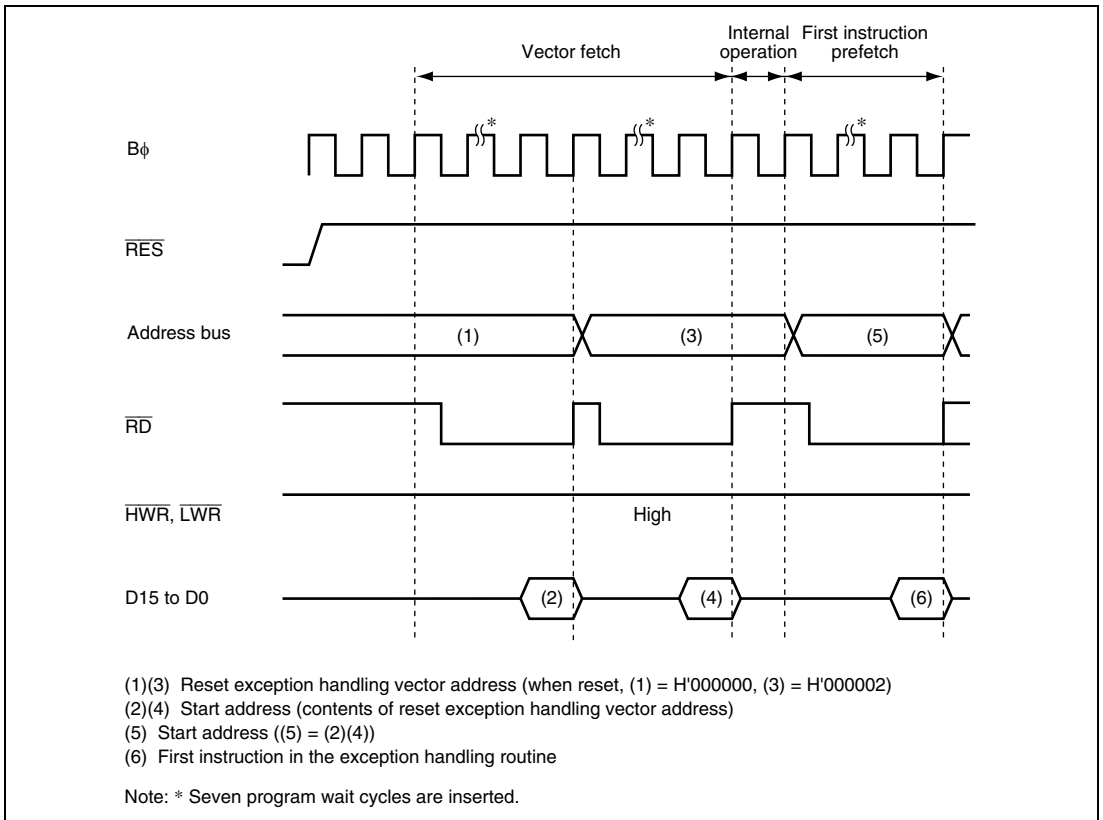 Vector fetch
Internal operation
First instruction prefetch
*
*
*
Bφ
RES
Address bus
(1)
(3)
(5)
RD
HWR, LWR
High
D15 to D0
(2)
(4)
(6)
(1)(3) Reset exception handling vector address (when reset, (1) = H'000000, (3) = H'000002)
(2)(4) Start address (contents of reset exception handling vector address)
(5) Start address ((5) = (2)(4))
(6) First instruction in the exception handling routine
Note: * Seven program wait cycles are inserted.